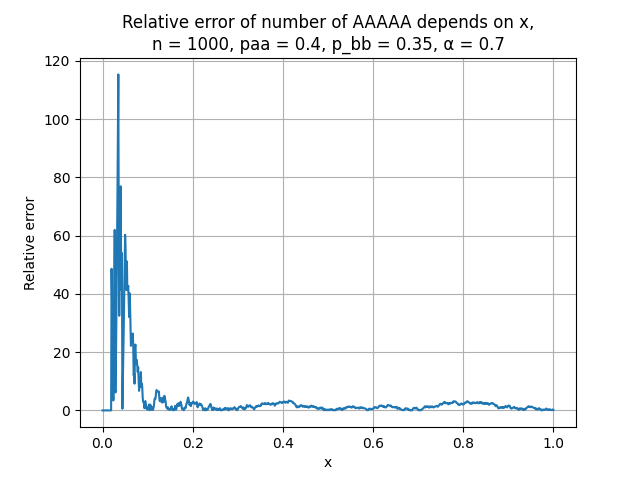 Relative error of number of AAAAA depends on x,
n = 1000, paa = 0.4, p_bb = 0.35, α = 0.7
120
100
80
60
40
20
0
Relative error
0.0 0.2 0.4 0.6 0.8 1.0
x